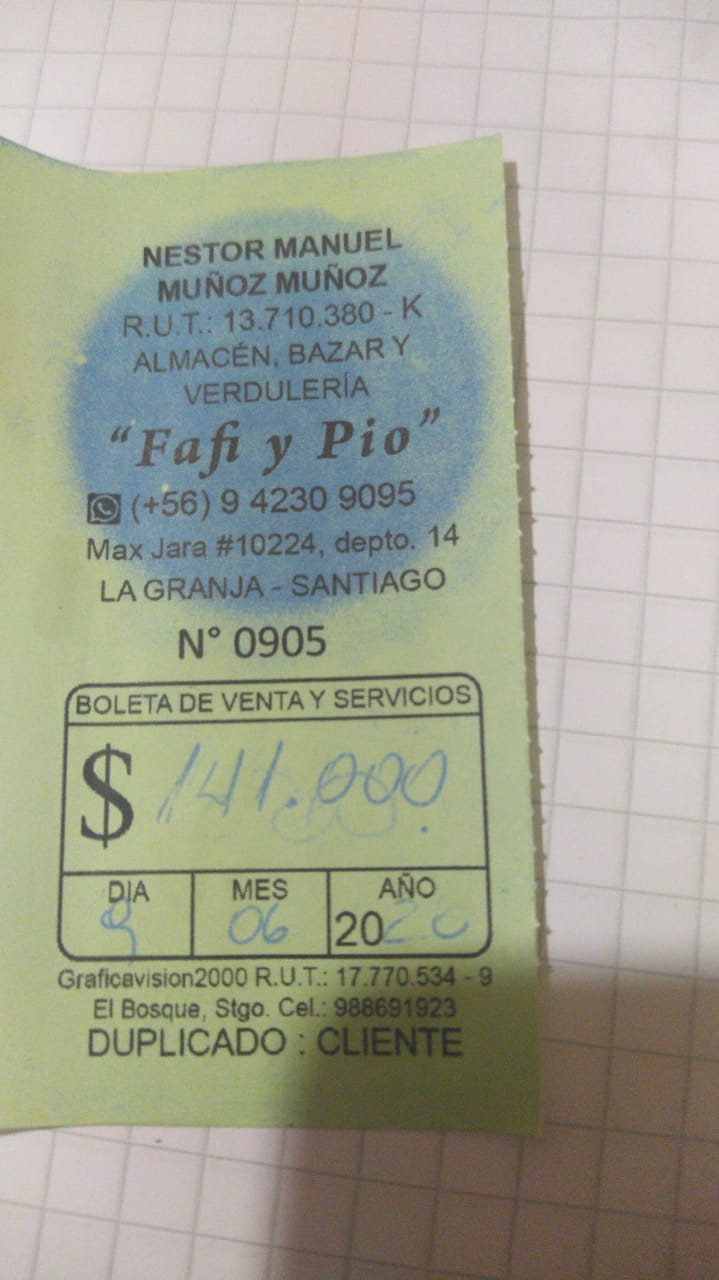 NESTOR MANUEL
MUÑOZ MUÑOZ
R.U.T.: 13.710.380 - K
ALMACÉN, BAZAR Y
VERDULERÍA
“Fafi y Pio”
(+56) 9 4230 9095
Max Jara #10224, depto. 14
LA GRANJA - SANTIAGO
N° 0905
BOLETA DE VENTA Y SERVICIOS
$ 141.000
DIA MES AÑO
9 06 2020
Graficavision2000 R.U.T.: 17.770.534 - 9
El Bosque, Stgo. Cel.: 988691923
DUPLICADO : CLIENTE